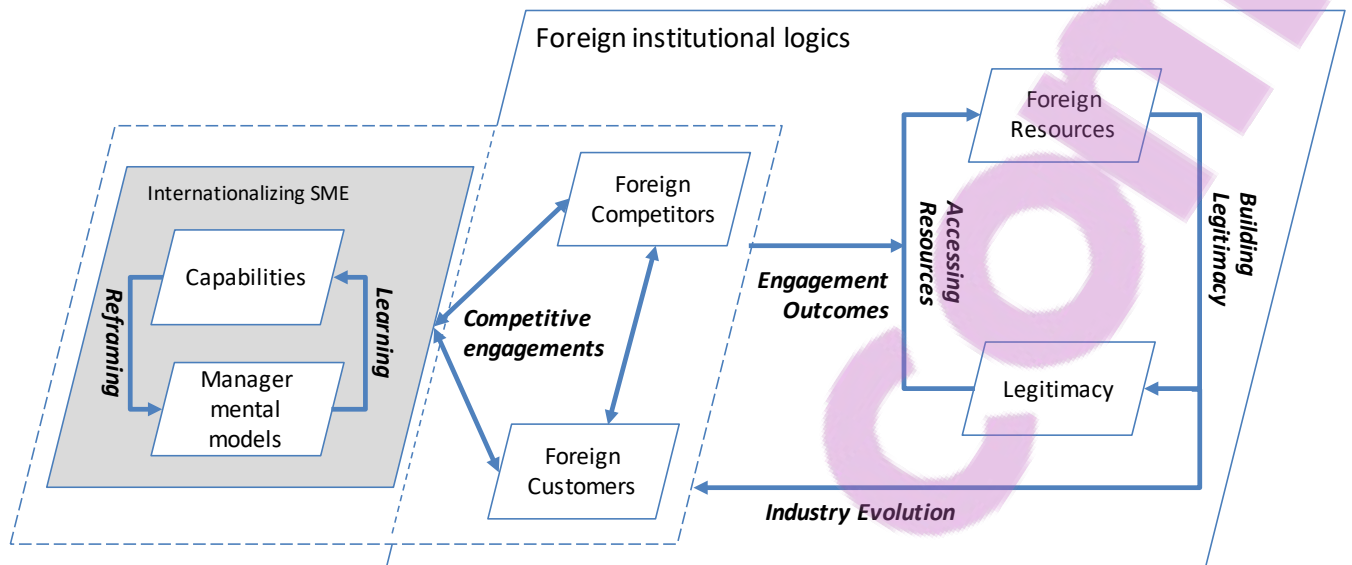 Foreign institutional logics
Internationalizing SME
Capabilities
Manager
mental
models
Reframing
Learning
Foreign
Competitors
Competitive
engagements
Foreign
Customers
Engagement
Outcomes
Foreign
Resources
Accessing
Resources
Building
Legitimacy
Legitimacy
Industry Evolution
com